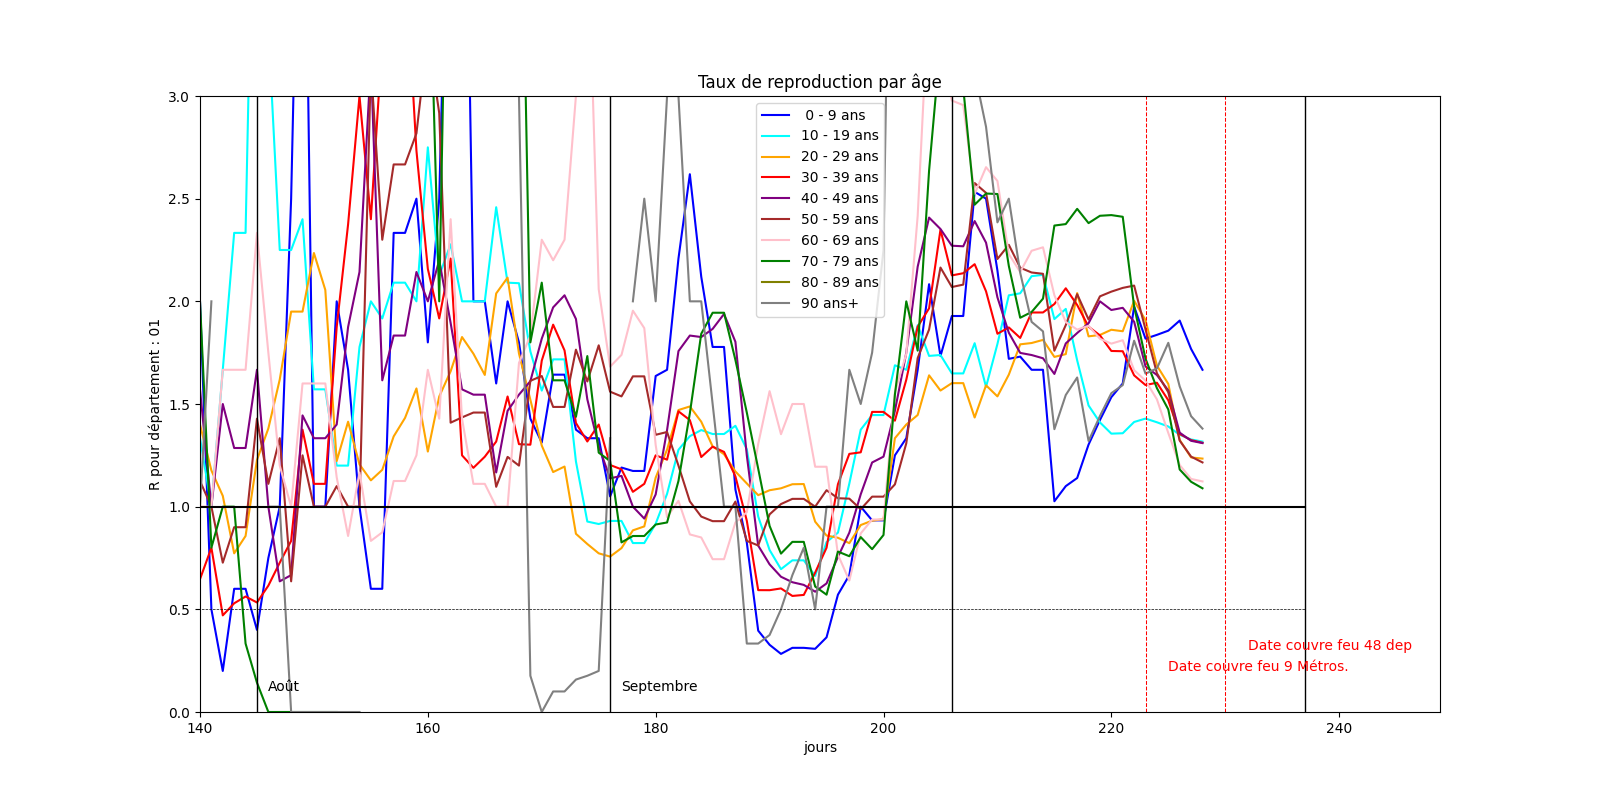 Taux de reproduction par âge
R pour département : 01
3.0
2.5
2.0
1.5
1.0
0.5
0.0
0 - 9 ans
10 - 19 ans
20 - 29 ans
30 - 39 ans
40 - 49 ans
50 - 59 ans
60 - 69 ans
70 - 79 ans
80 - 89 ans
90 ans+
Date couvre feu 48 dep
Date couvre feu 9 Métros.
Août
Septembre
140
160
180
200
220
240
jours